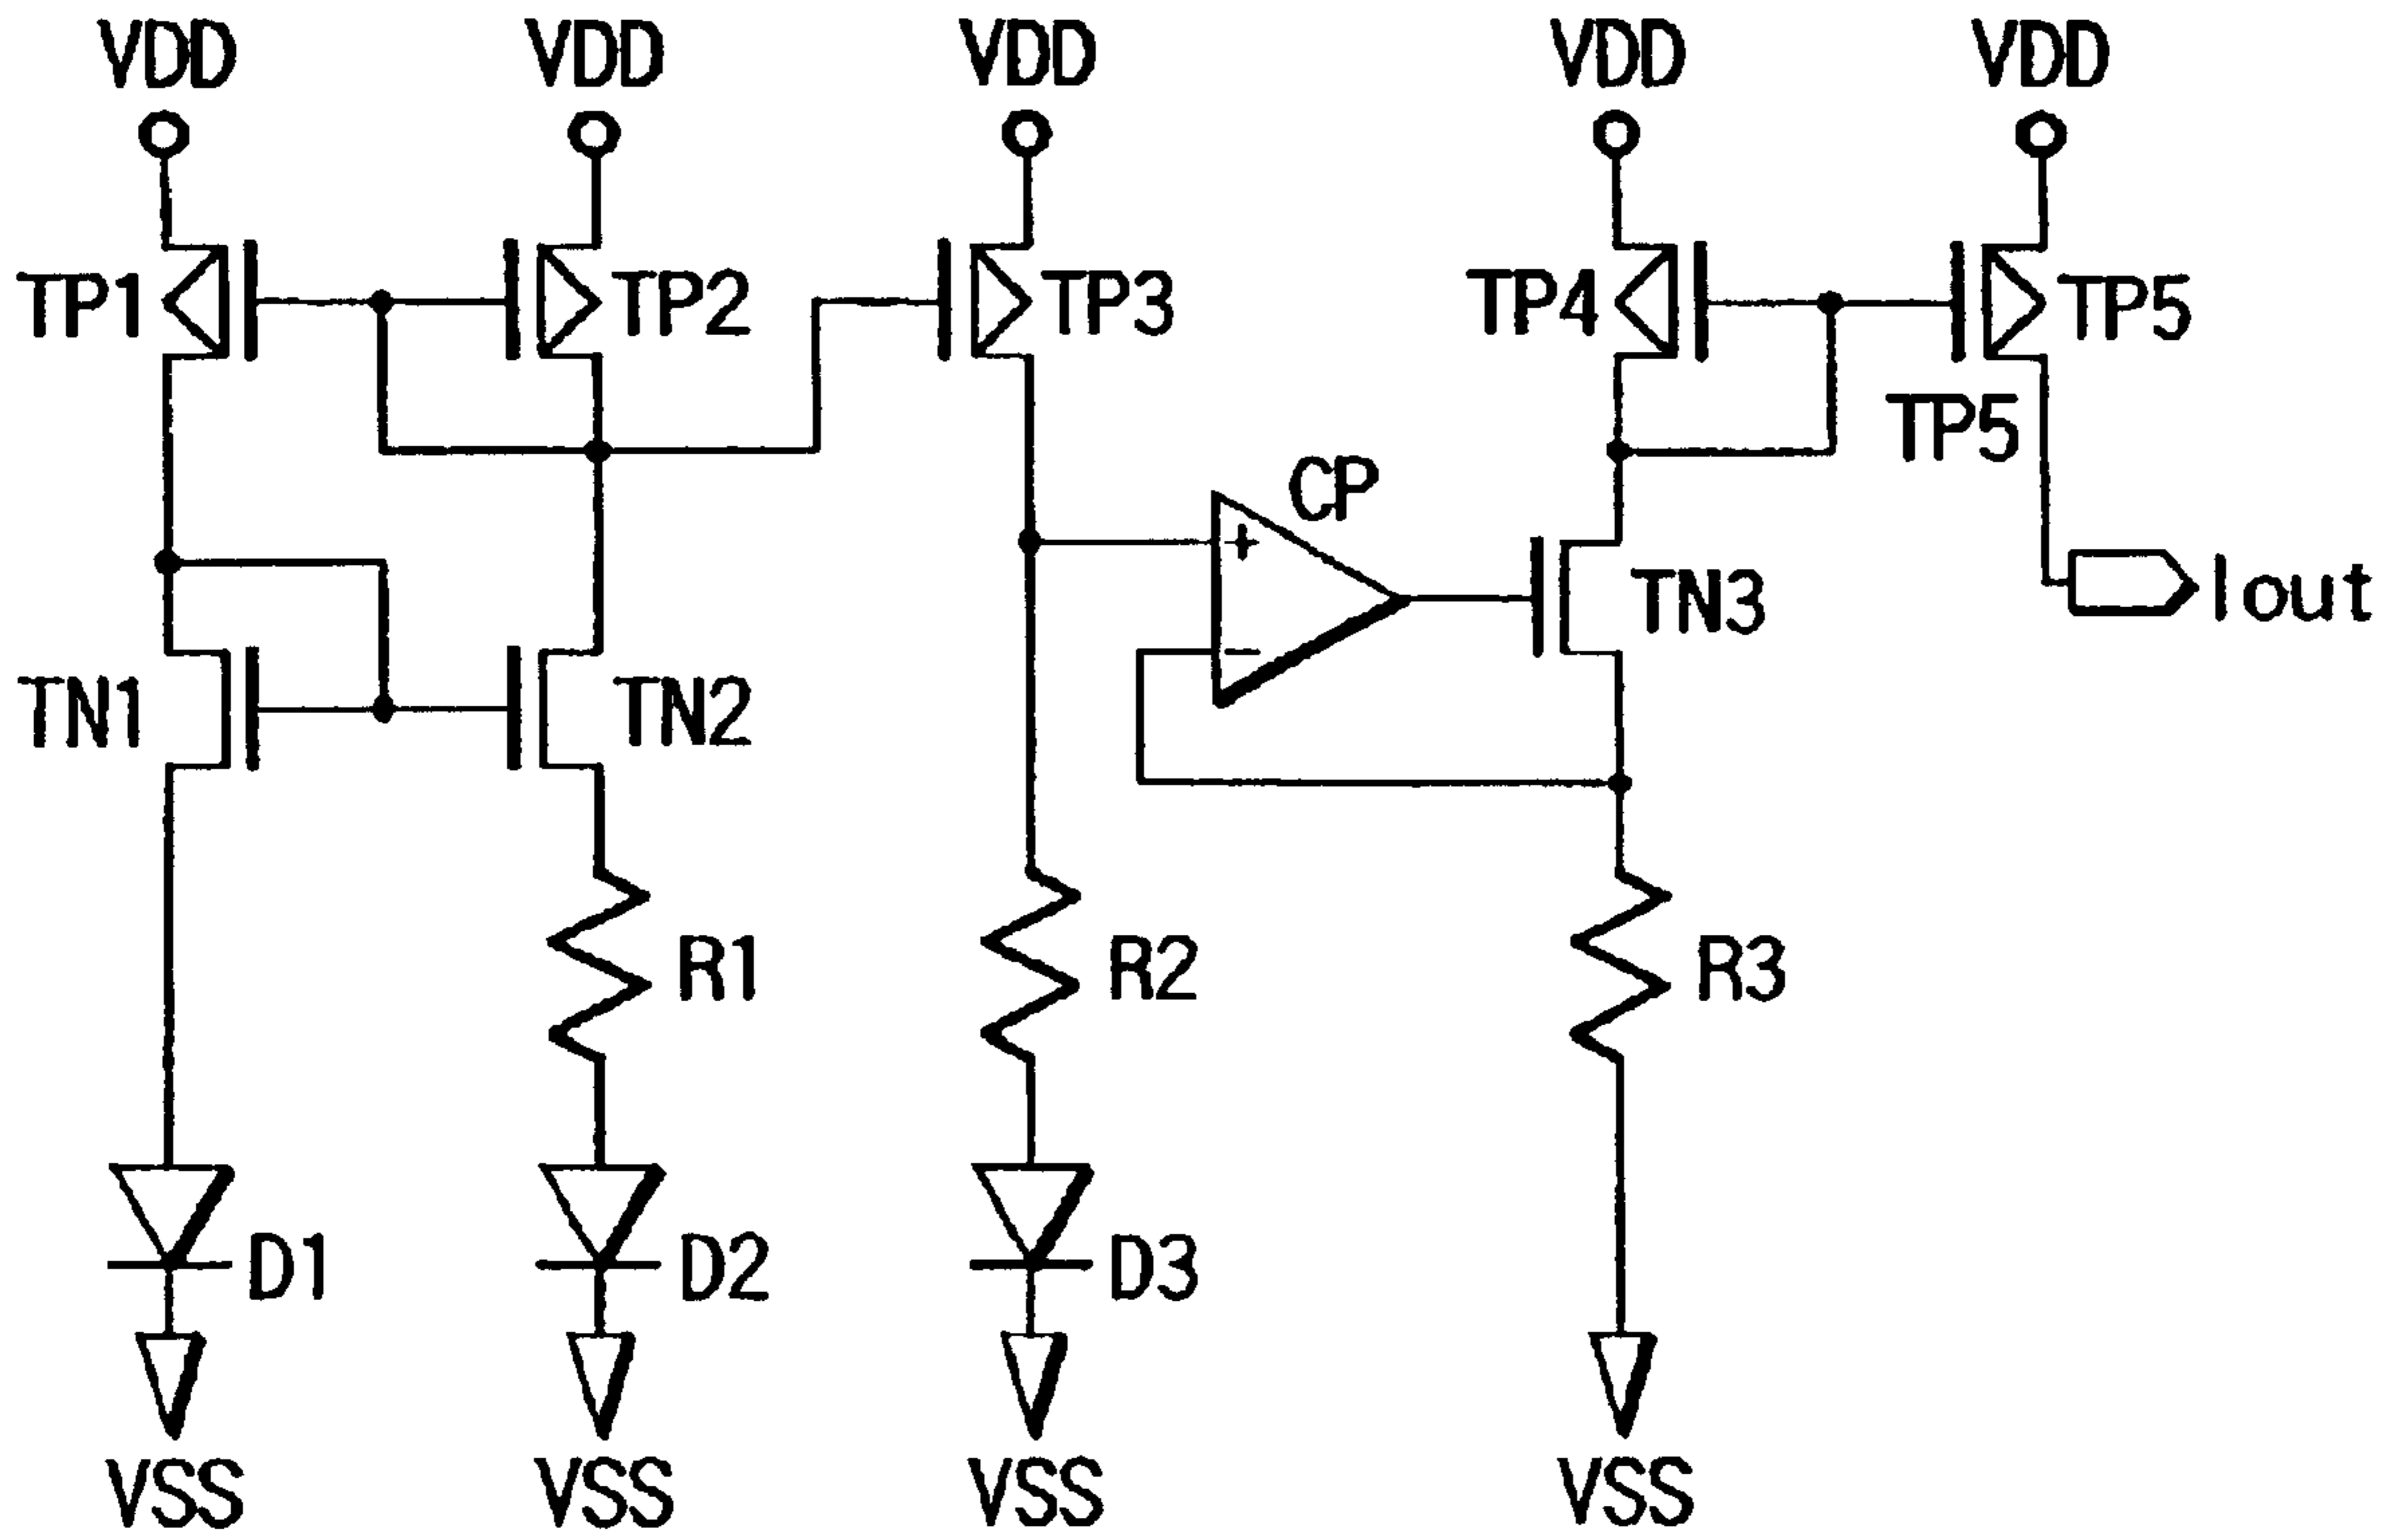 VDD VDD VDD VDD VDD
TP1 TP2 TP3 TP4 TP5
TP5
CP
+
TN3
Iout
−
TN1 TN2
R1 R2 R3
D1 D2 D3
VSS VSS VSS VSS